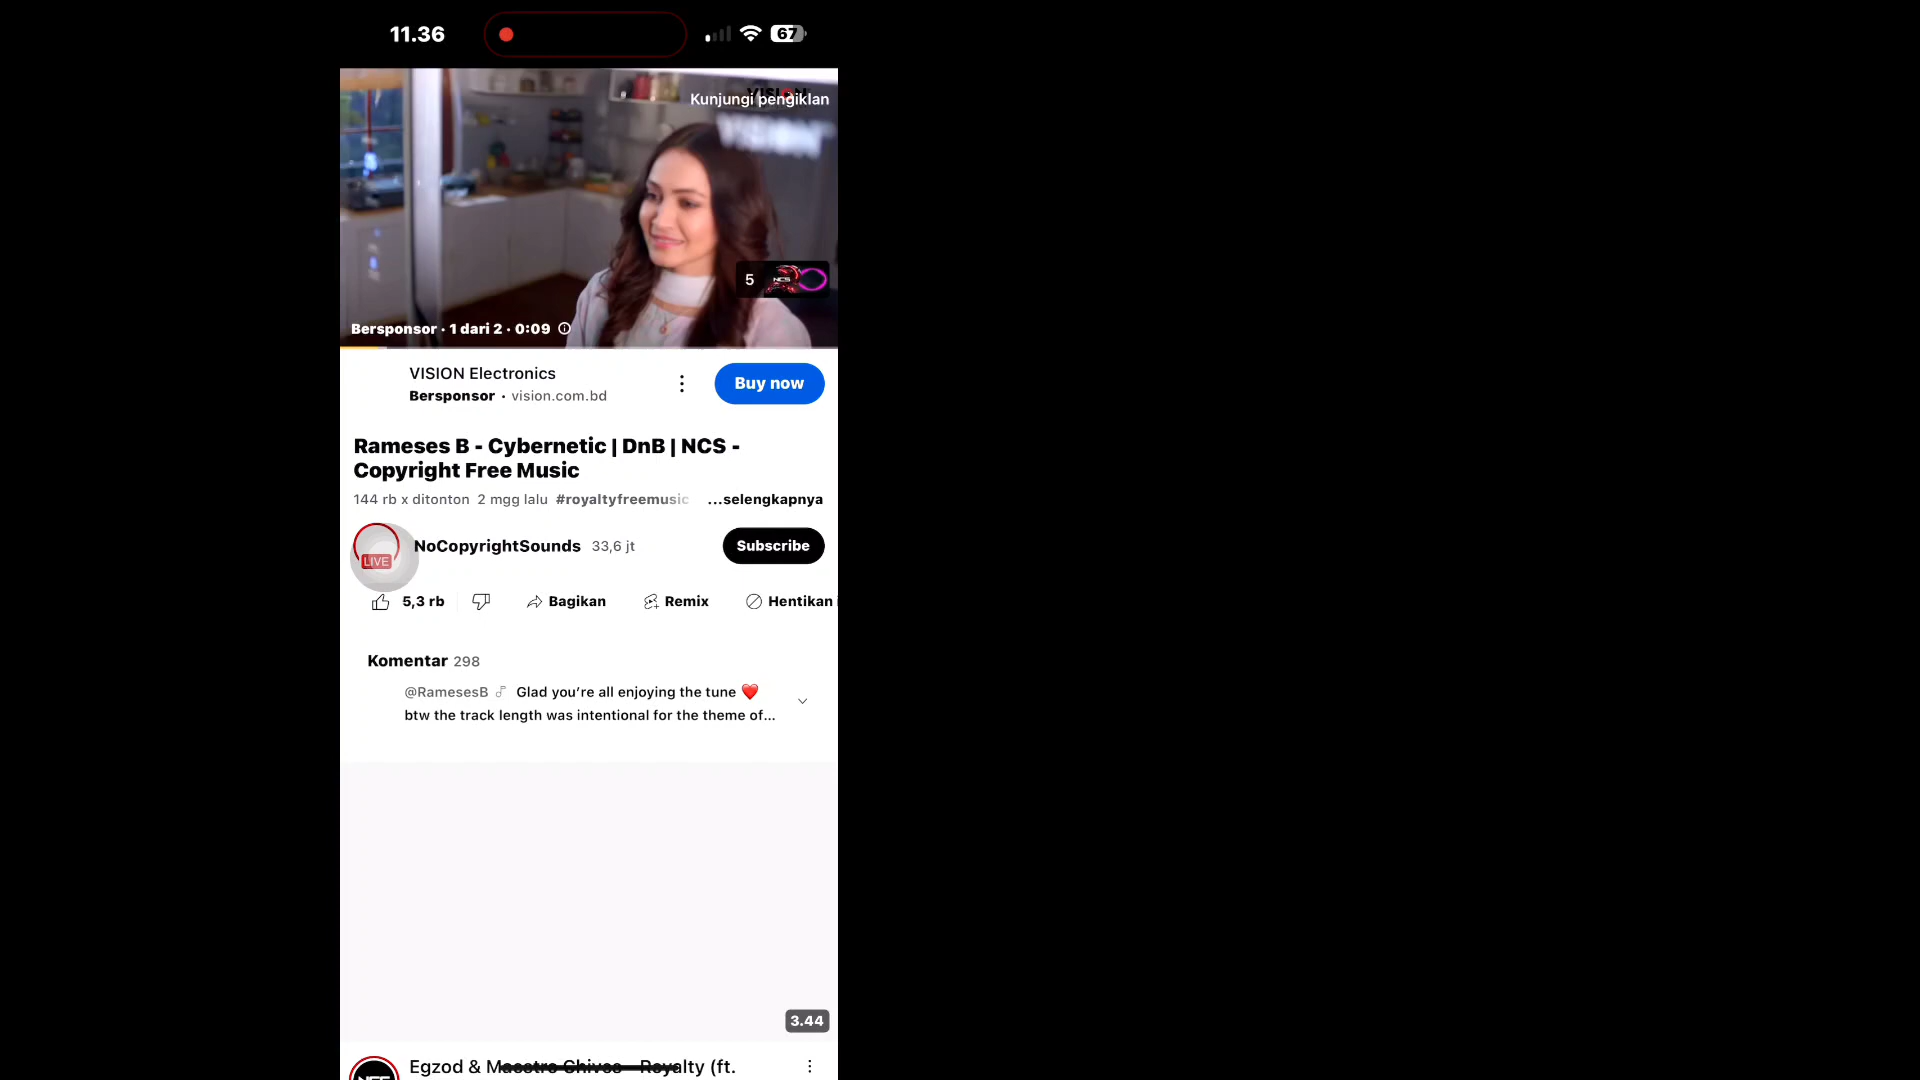 11.36
67
VISION
Kunjungi pengiklan
VISION
5
NCS
Bersponsor · 1 dari 2 · 0:09
VISION Electronics
Bersponsor · vision.com.bd
Buy now
Rameses B - Cybernetic | DnB | NCS -
Copyright Free Music
144 rb x ditonton 2 mgg lalu #royaltyfreemusic ...selengkapnya
LIVE
NoCopyrightSounds 33,6 jt
Subscribe
5,3 rb
Bagikan
Remix
Hentikan
Komentar 298
@RamesesB Glad you’re all enjoying the tune ❤️
btw the track length was intentional for the theme of...
3.44
Egzod & Maestro Chives - Royalty (ft.